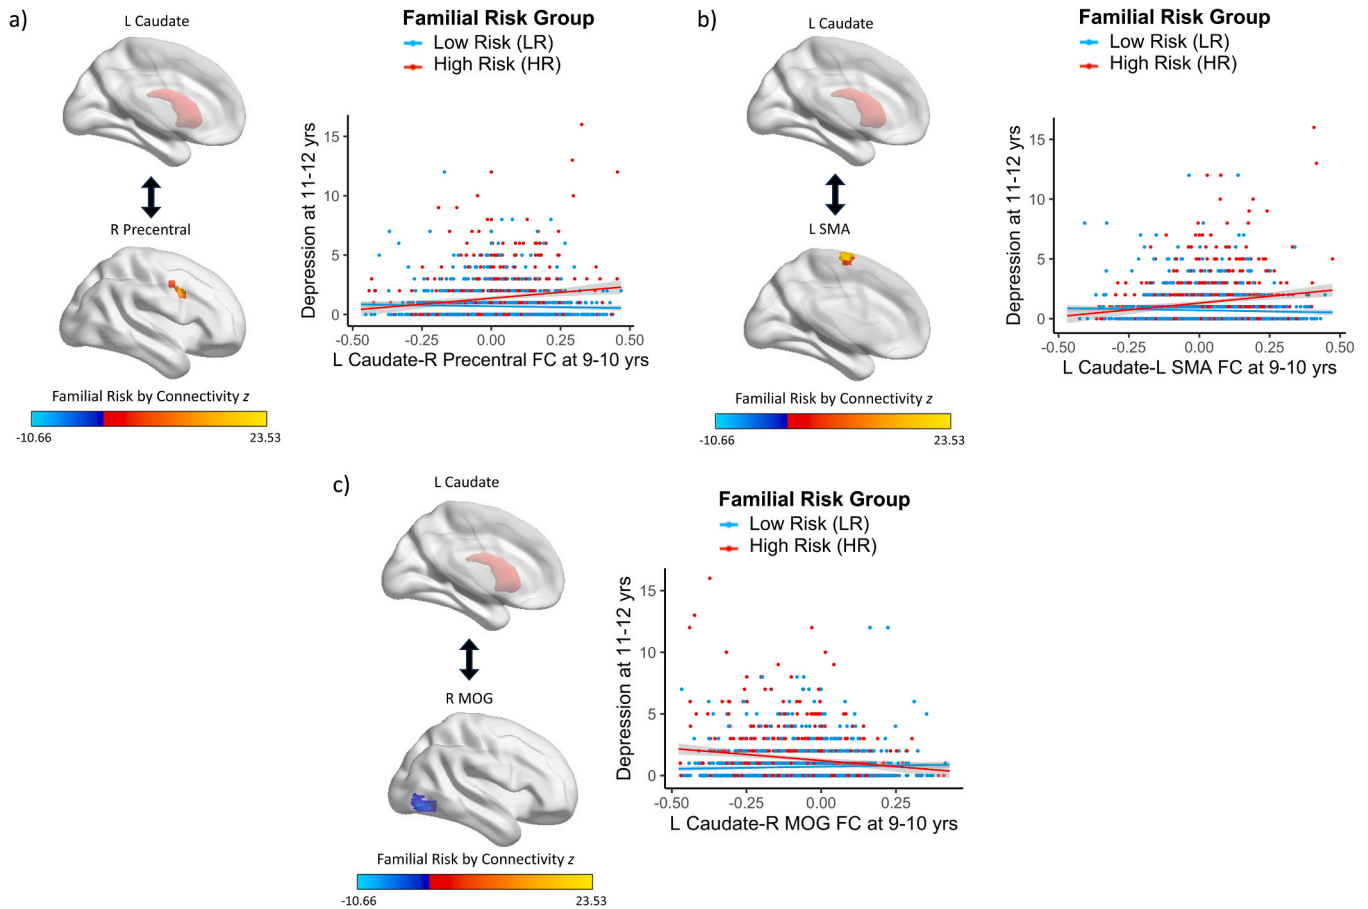 a)
L Caudate
R Precentral
Familial Risk by Connectivity z
-10.66 23.53
Familial Risk Group
Low Risk (LR)
High Risk (HR)
Depression at 11-12 yrs
15
10
5
0
-0.50 -0.25 0.00 0.25 0.50
L Caudate-R Precentral FC at 9-10 yrs
b)
L Caudate
L SMA
Familial Risk by Connectivity z
-10.66 23.53
Familial Risk Group
Low Risk (LR)
High Risk (HR)
Depression at 11-12 yrs
15
10
5
0
-0.50 -0.25 0.00 0.25 0.50
L Caudate-L SMA FC at 9-10 yrs
c)
L Caudate
R MOG
Familial Risk by Connectivity z
-10.66 23.53
Familial Risk Group
Low Risk (LR)
High Risk (HR)
Depression at 11-12 yrs
15
10
5
0
-0.50 -0.25 0.00 0.25
L Caudate-R MOG FC at 9-10 yrs